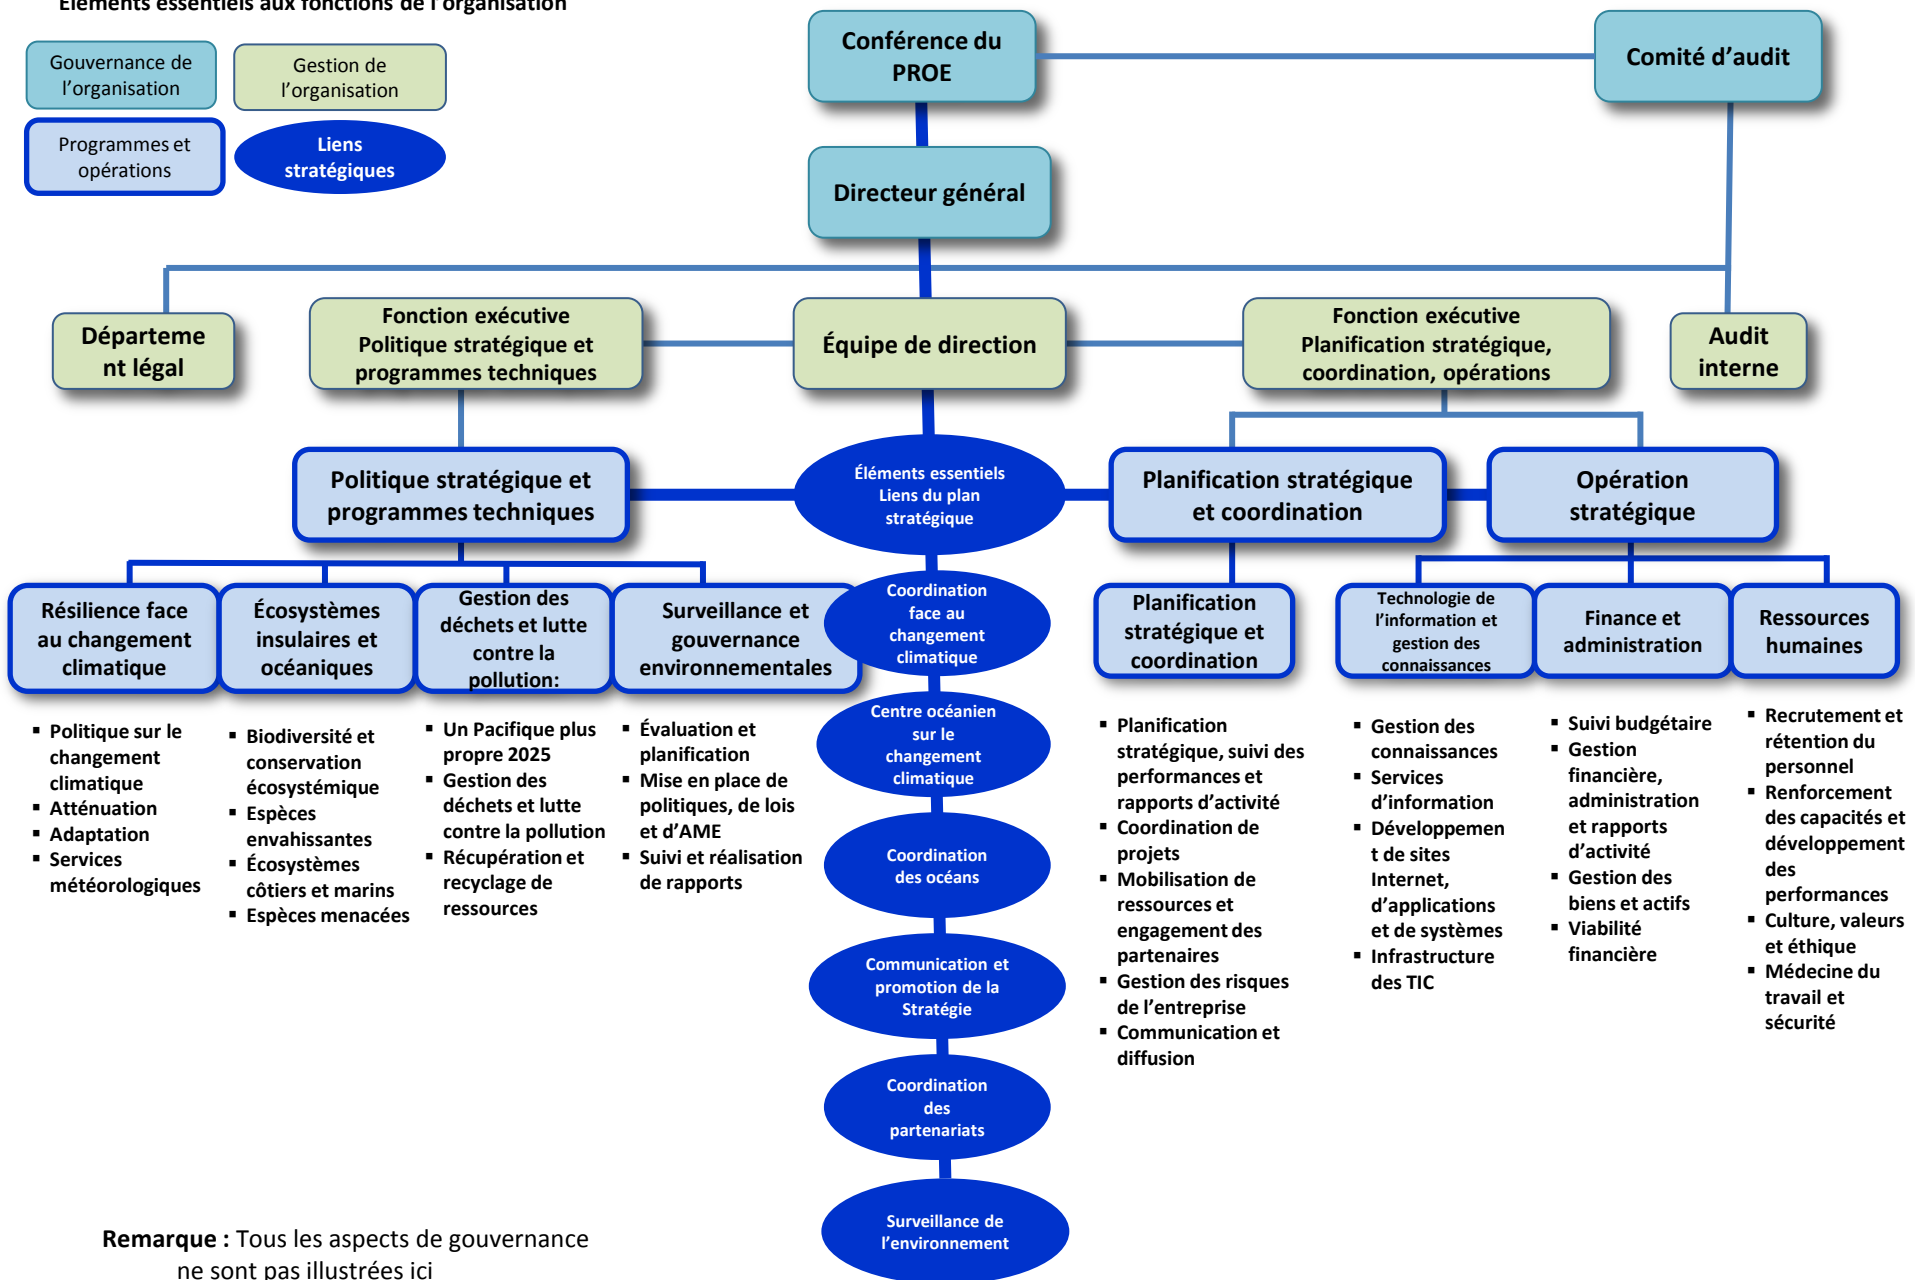 Éléments essentiels aux fonctions de l'organisation
Gouvernance de
l'organisation
Gestion de
l'organisation
Programmes et
opérations
Liens
stratégiques
Conférence du
PROE
Comité d'audit
Directeur général
Départeme
nt légal
Fonction exécutive
Politique stratégique et
programmes techniques
Équipe de direction
Fonction exécutive
Planification stratégique,
coordination, opérations
Audit
interne
Politique stratégique et
programmes techniques
Éléments essentiels
Liens du plan
stratégique
Planification stratégique
et coordination
Opération
stratégique
Résilience face
au changement
climatique
Écosystèmes
insulaires et
océaniques
Gestion des
déchets et lutte
contre la
pollution:
Surveillance et
gouvernance
environnementales
Coordination
face au
changement
climatique
Planification
stratégique et
coordination
Technologie de
l'information et
gestion des
connaissances
Finance et
administration
Ressources
humaines
▪ Politique sur le
changement
climatique
▪ Atténuation
▪ Adaptation
▪ Services
météorologiques
▪ Biodiversité et
conservation
écosystémique
▪ Espèces
envahissantes
▪ Écosystèmes
côtiers et marins
▪ Espèces menacées
▪ Un Pacifique plus
propre 2025
▪ Gestion des
déchets et lutte
contre la pollution
▪ Récupération et
recyclage de
ressources
▪ Évaluation et
planification
▪ Mise en place de
politiques, de lois
et d'AME
▪ Suivi et réalisation
de rapports
Centre océanien
sur le
changement
climatique
Coordination
des océans
Communication et
promotion de la
Stratégie
Coordination
des
partenariats
Surveillance de
l'environnement
▪ Planification
stratégique, suivi des
performances et
rapports d'activité
▪ Coordination de
projets
▪ Mobilisation de
ressources et
engagement des
partenaires
▪ Gestion des risques
de l'entreprise
▪ Communication et
diffusion
▪ Gestion des
connaissances
▪ Services
d'information
▪ Développemen
t de sites
Internet,
d'applications
et de systèmes
▪ Infrastructure
des TIC
▪ Suivi budgétaire
▪ Gestion
financière,
administration
et rapports
d'activité
▪ Gestion des
biens et actifs
▪ Viabilité
financière
▪ Recrutement et
rétention du
personnel
▪ Renforcement
des capacités et
développement
des
performances
▪ Culture, valeurs
et éthique
▪ Médecine du
travail et
sécurité
Remarque : Tous les aspects de gouvernance
ne sont pas illustrées ici